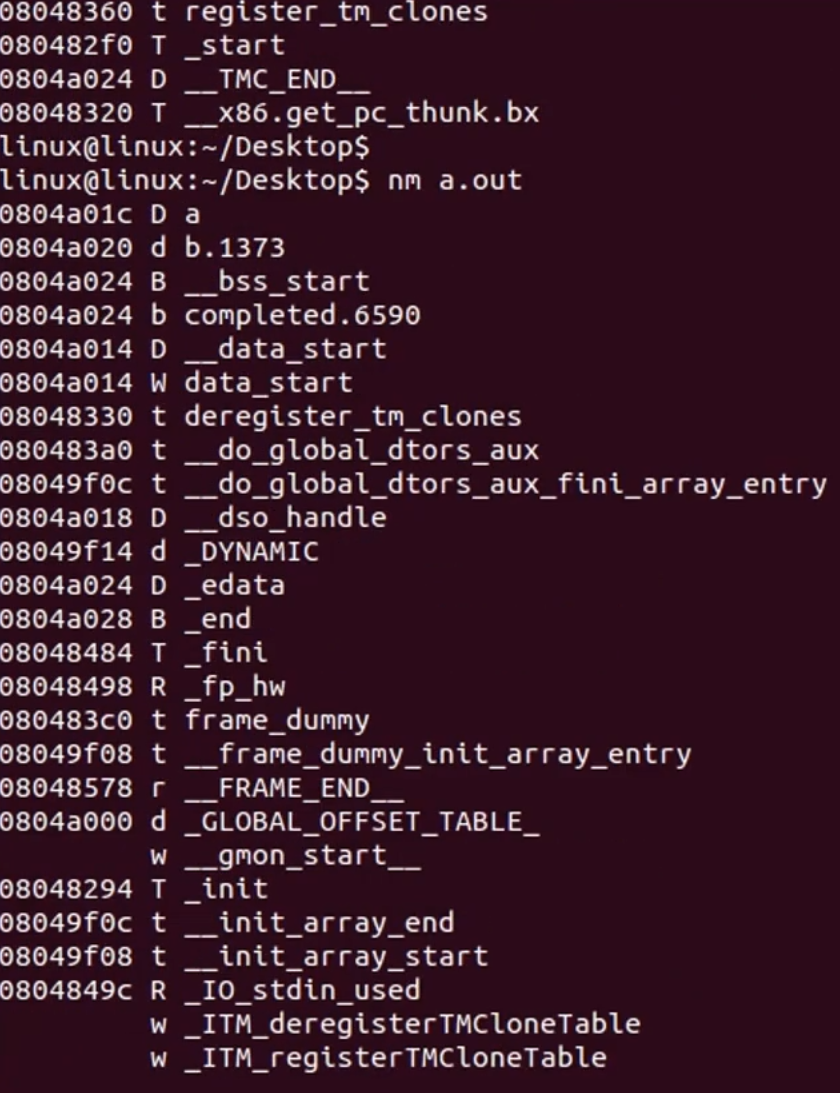 08048360 t register_tm_clones
080482f0 T _start
0804a024 D __TMC_END__
08048320 T __x86.get_pc_thunk.bx
linux@linux:~/Desktop$
linux@linux:~/Desktop$ nm a.out
0804a01c D a
0804a020 d b.1373
0804a024 B __bss_start
0804a024 b completed.6590
0804a014 D __data_start
0804a014 W data_start
08048330 t deregister_tm_clones
080483a0 t __do_global_dtors_aux
08049f0c t __do_global_dtors_aux_fini_array_entry
0804a018 D __dso_handle
08049f14 d _DYNAMIC
0804a024 D _edata
0804a028 B _end
08048484 T _fini
08048498 R _fp_hw
080483c0 t frame_dummy
08049f08 t __frame_dummy_init_array_entry
08048578 r __FRAME_END__
0804a000 d _GLOBAL_OFFSET_TABLE_
w __gmon_start__
08048294 T _init
08049f0c t __init_array_end
08049f08 t __init_array_start
0804849c R _IO_stdin_used
w _ITM_deregisterTMCloneTable
w _ITM_registerTMCloneTable